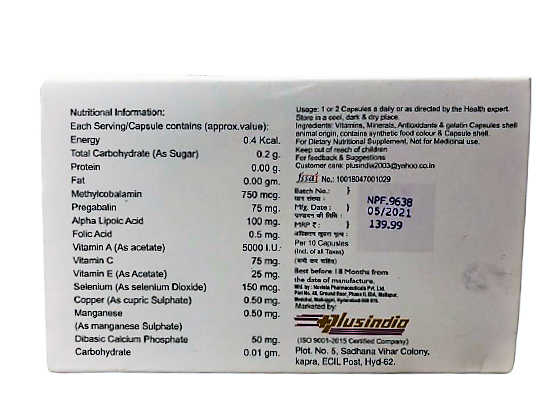 Nutritional Information:
Each Serving/Capsule contains (approx.value):
Energy 0.4 Kcal.
Total Carbohydrate (As Sugar) 0.2 g.
Protein 0.00 g.
Fat 0.00 gm.
Methylcobalamin 750 mcg.
Pregabalin 75 mg.
Alpha Lipoic Acid 100 mg.
Folic Acid 0.5 mg.
Vitamin A (As acetate) 5000 I.U.
Vitamin C 75 mg.
Vitamin E (As Acetate) 25 mg.
Selenium (As selenium Dioxide) 150 mcg.
Copper (As cupric Sulphate) 0.50 mg.
Manganese 0.50 mg.
(As manganese Sulphate)
Dibasic Calcium Phosphate 50 mg.
Carbohydrate 0.01 gm.
Usage: 1 or 2 Capsules a daily or as directed by the Health expert.
Store in a cool, dark & dry place.
Ingredients: Vitamins, Minerals, Antioxidants & gelatin Capsules shell
animal origin, contains synthetic food colour & Capsule shell.
For Dietary Nutritional Supplement, Not for Medicinal use.
Keep out of reach of children
For feedback & Suggestions
Customer care: plusindia2003@yahoo.co.in
fssai No.: 10018047001029
Batch No.: } NPF.9638
Mfg. Date : } 05/2021
MRP ₹ : } 139.99
Per 10 Capsules
(Incl. of all Taxes)
Best before 18 Months from
the date of manufacture.
Part No. 48, Ground Floor, Phase II, IDA, Mallapur,
Marketed by:
plusindia
(ISO 9001-2015 Certified Company)
Plot. No. 5, Sadhana Vihar Colony,
kapra, ECIL Post, Hyd-62.